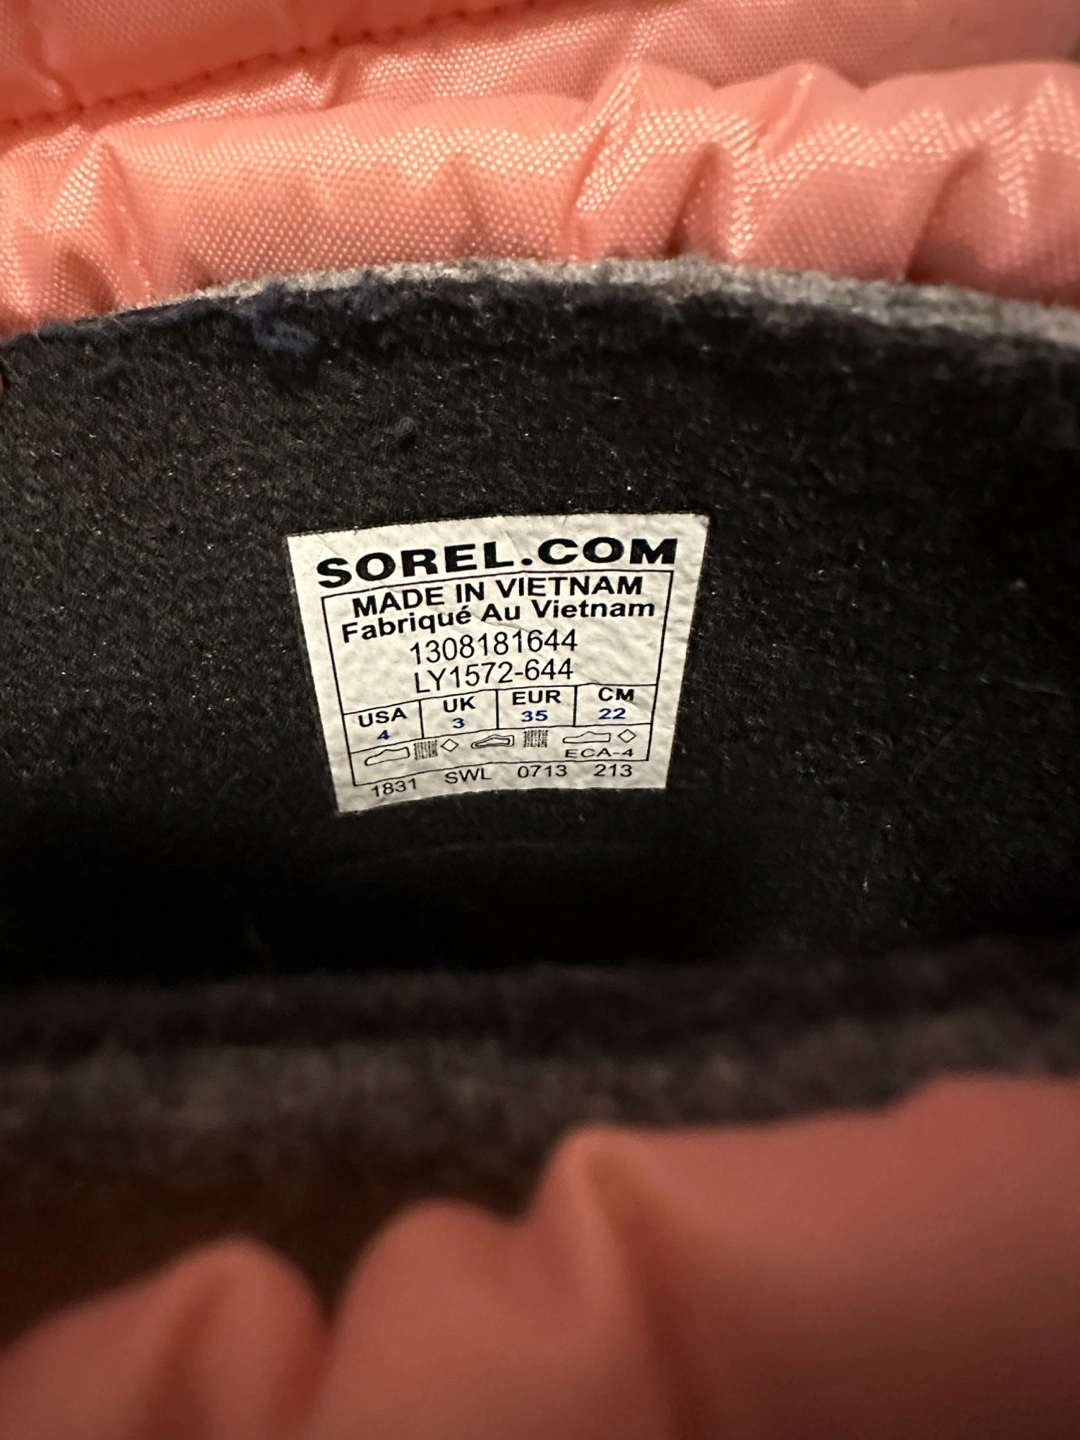 SOREL.COM
MADE IN VIETNAM
Fabriqué Au Vietnam
1308181644
LY1572-644
USA UK EUR CM
4 3 35 22
ECA-4
1831 SWL 0713 213